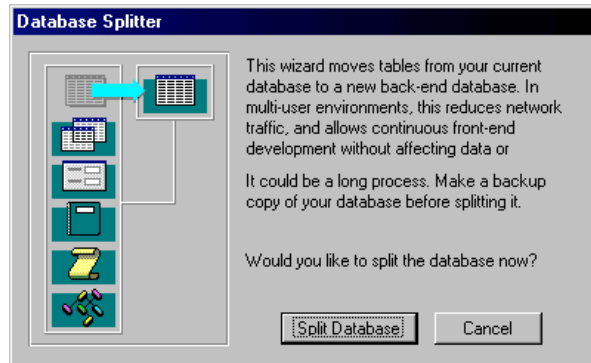 Database Splitter
This wizard moves tables from your current
database to a new back-end database. In
multi-user environments, this reduces network
traffic, and allows continuous front-end
development without affecting data or
It could be a long process. Make a backup
copy of your database before splitting it.
Would you like to split the database now?
Split Database
Cancel